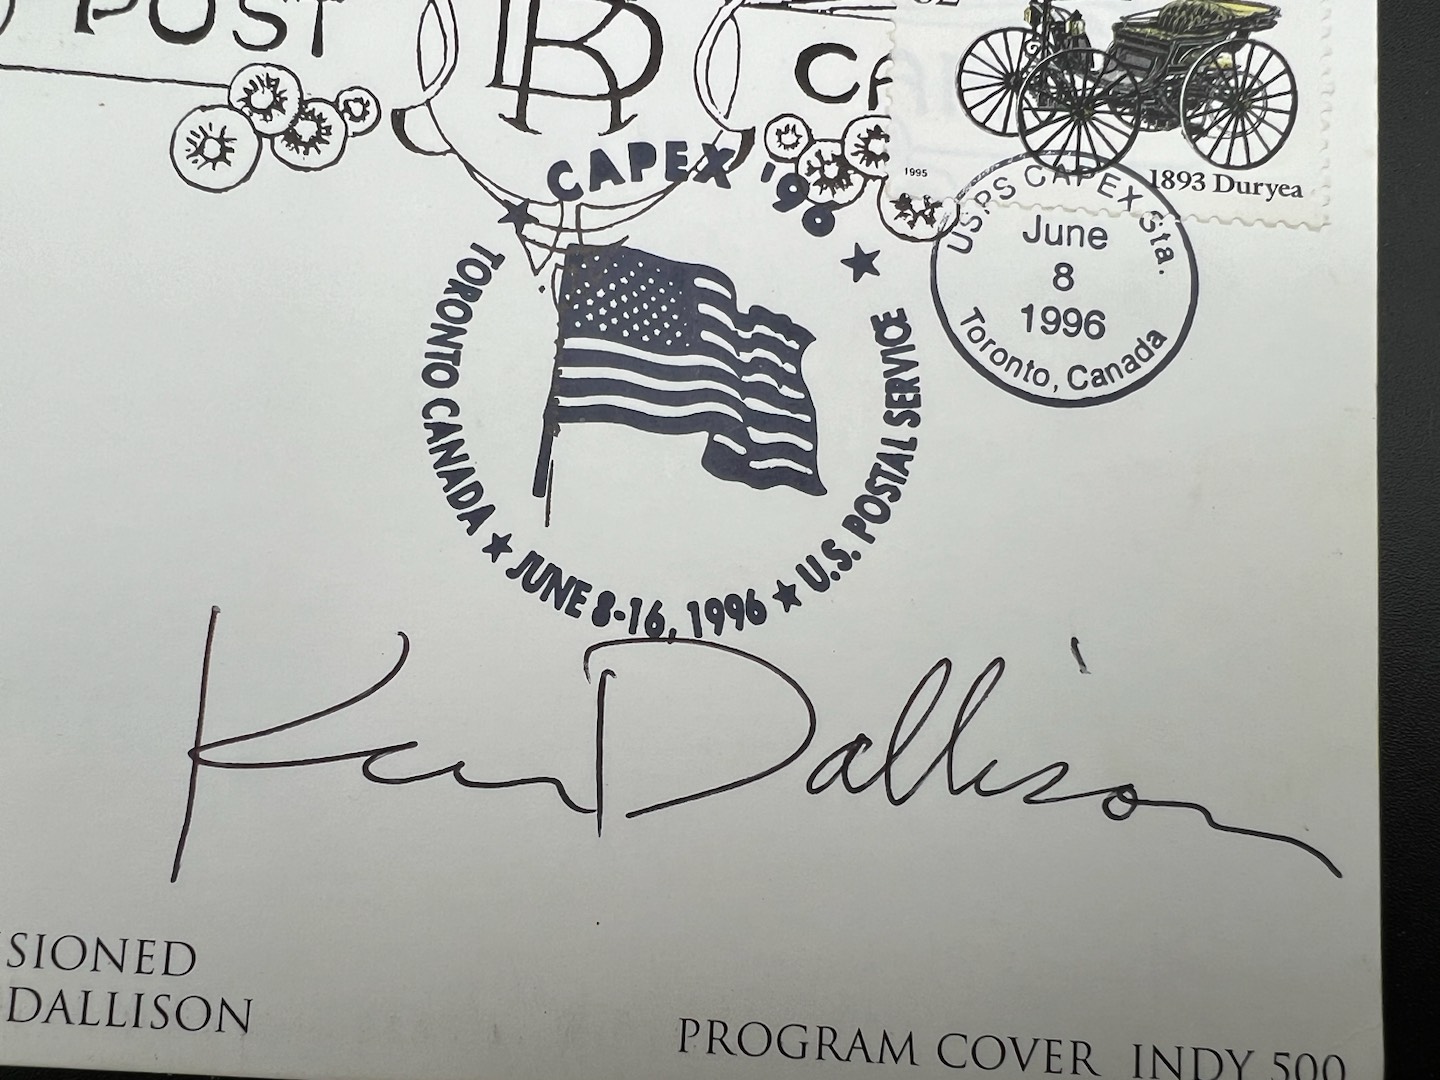 POST
1893 Duryea
1995
CAPEX '96
TORONTO CANADA ★ JUNE 8-16, 1996 ★ U.S. POSTAL SERVICE
USPS CAPEX Sta.
June
8
1996
Toronto, Canada
Ken Dallison
SIONED
DALLISON
PROGRAM COVER INDY 500